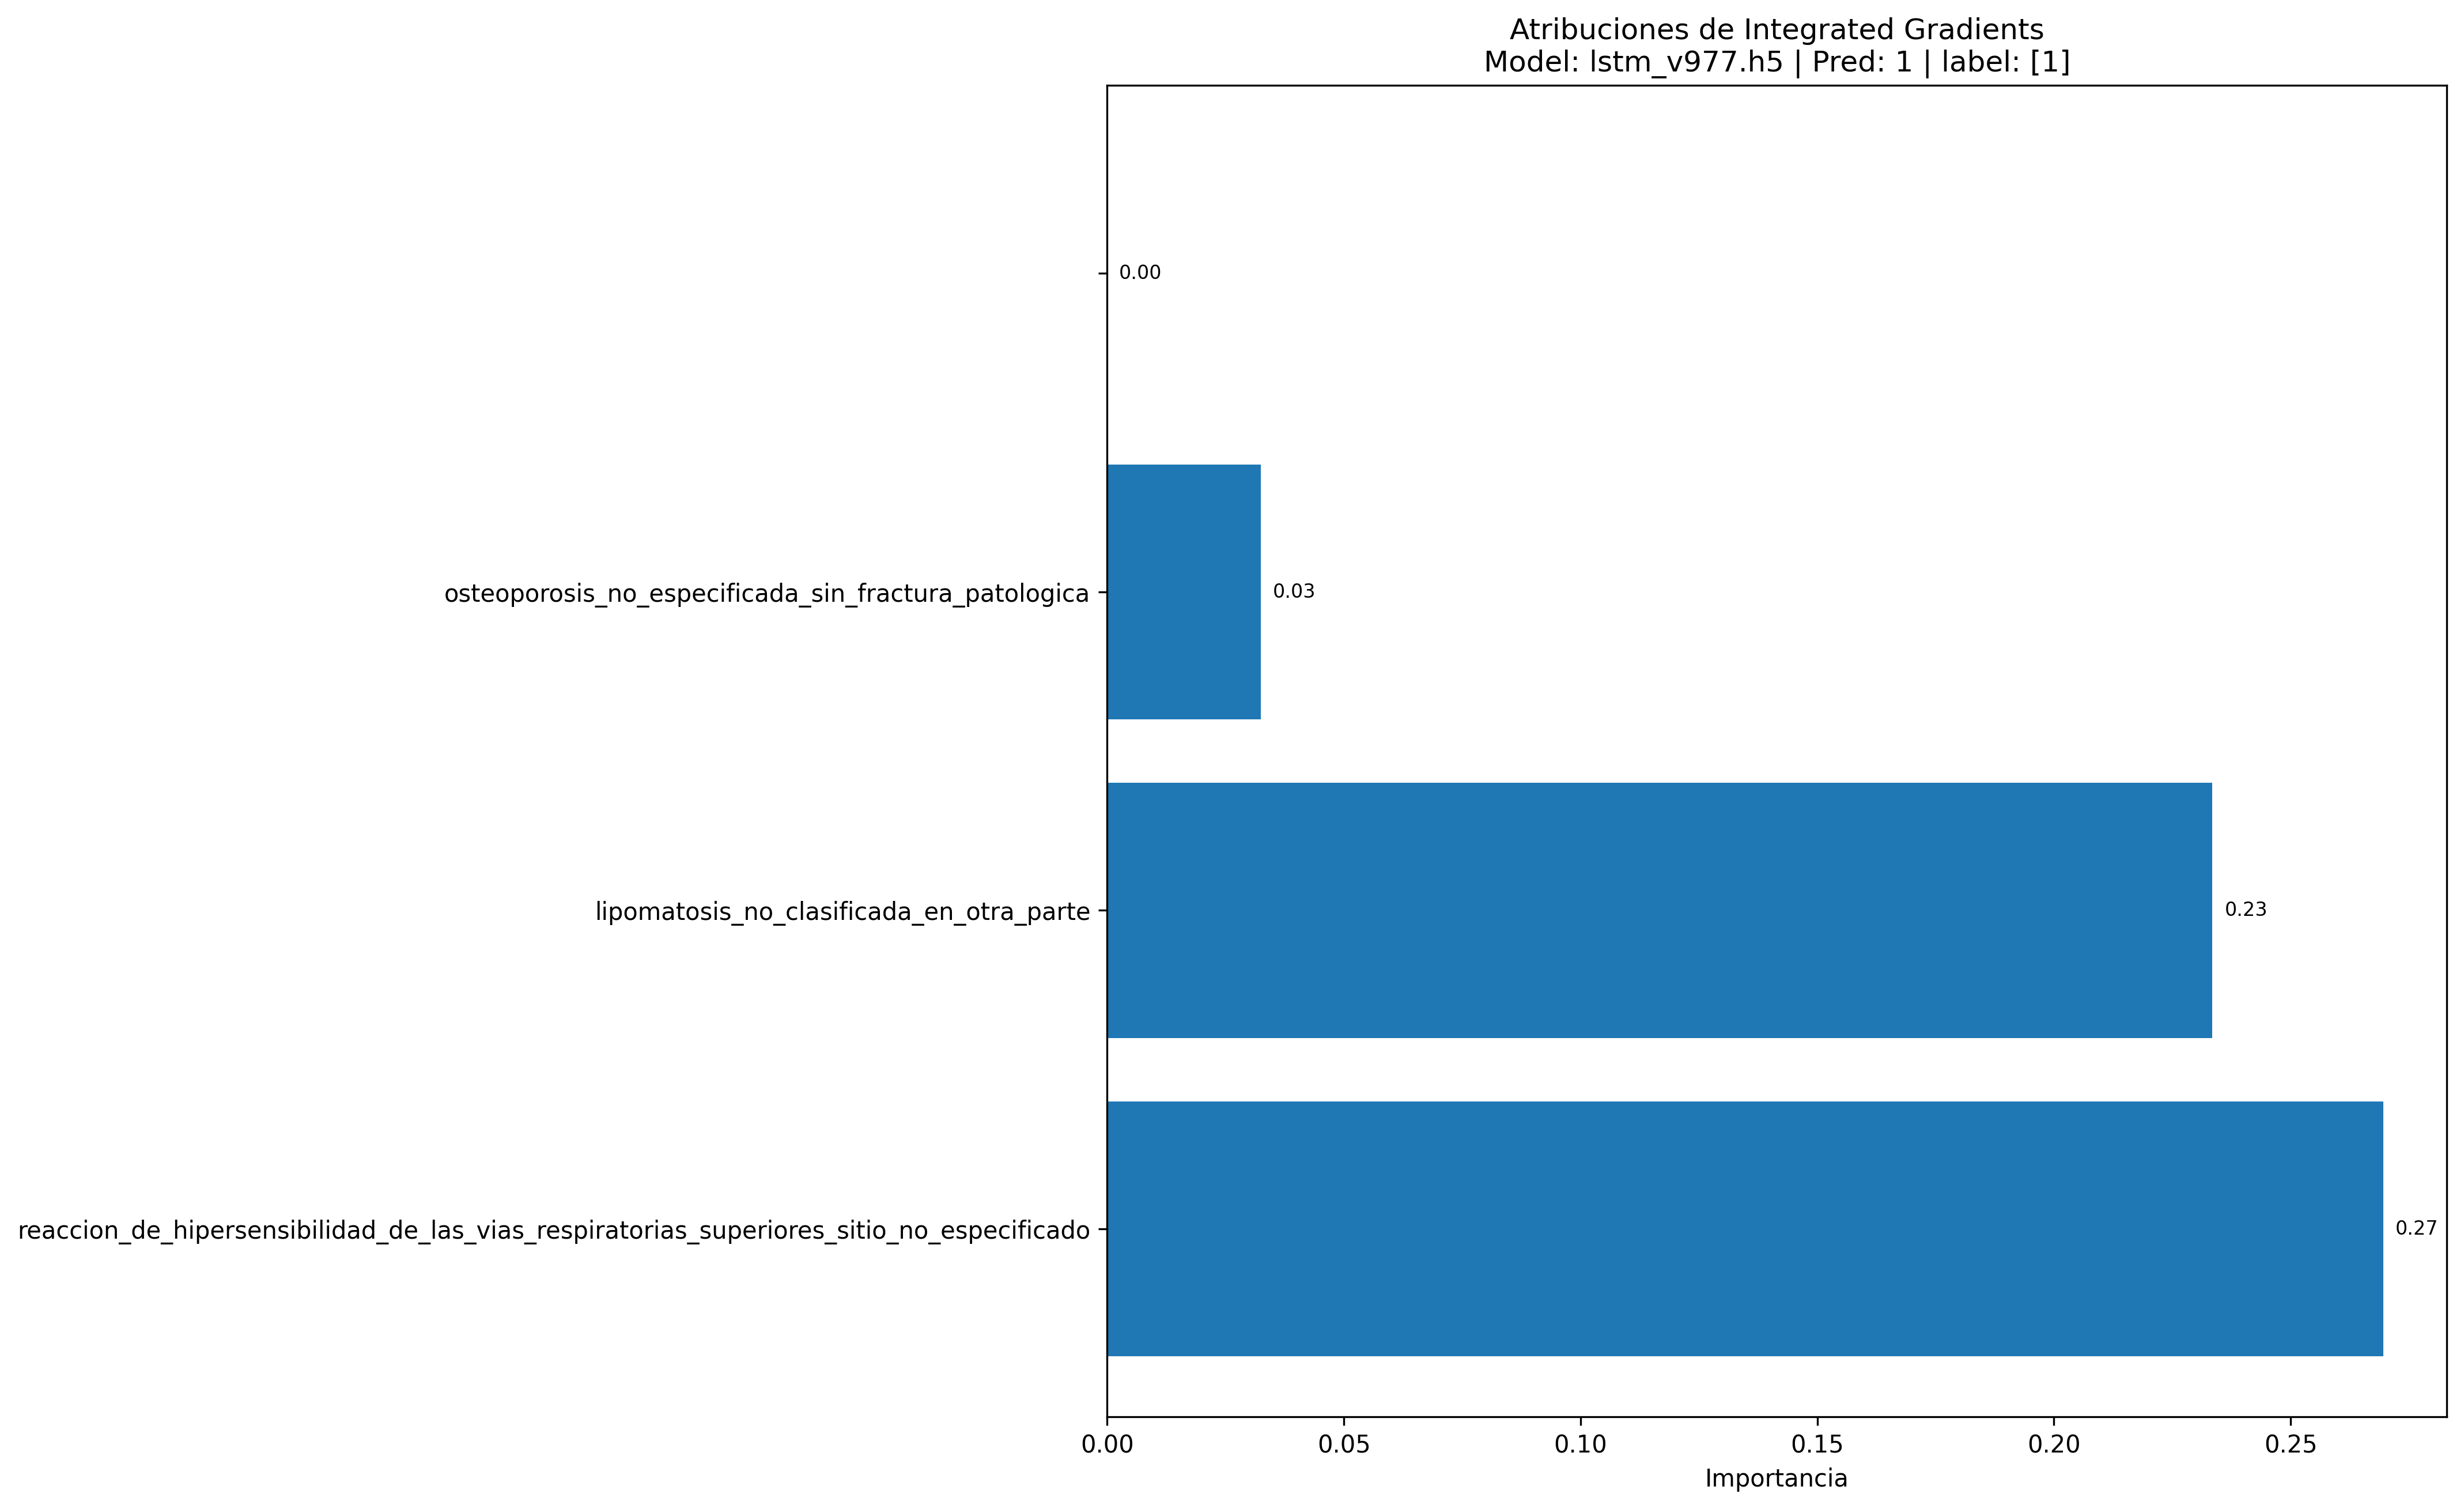 Atribuciones de Integrated Gradients
Model: lstm_v977.h5 | Pred: 1 | label: [1]
0.00
osteoporosis_no_especificada_sin_fractura_patologica
0.03
lipomatosis_no_clasificada_en_otra_parte
0.23
reaccion_de_hipersensibilidad_de_las_vias_respiratorias_superiores_sitio_no_especificado
0.27
0.00 0.05 0.10 0.15 0.20 0.25
Importancia